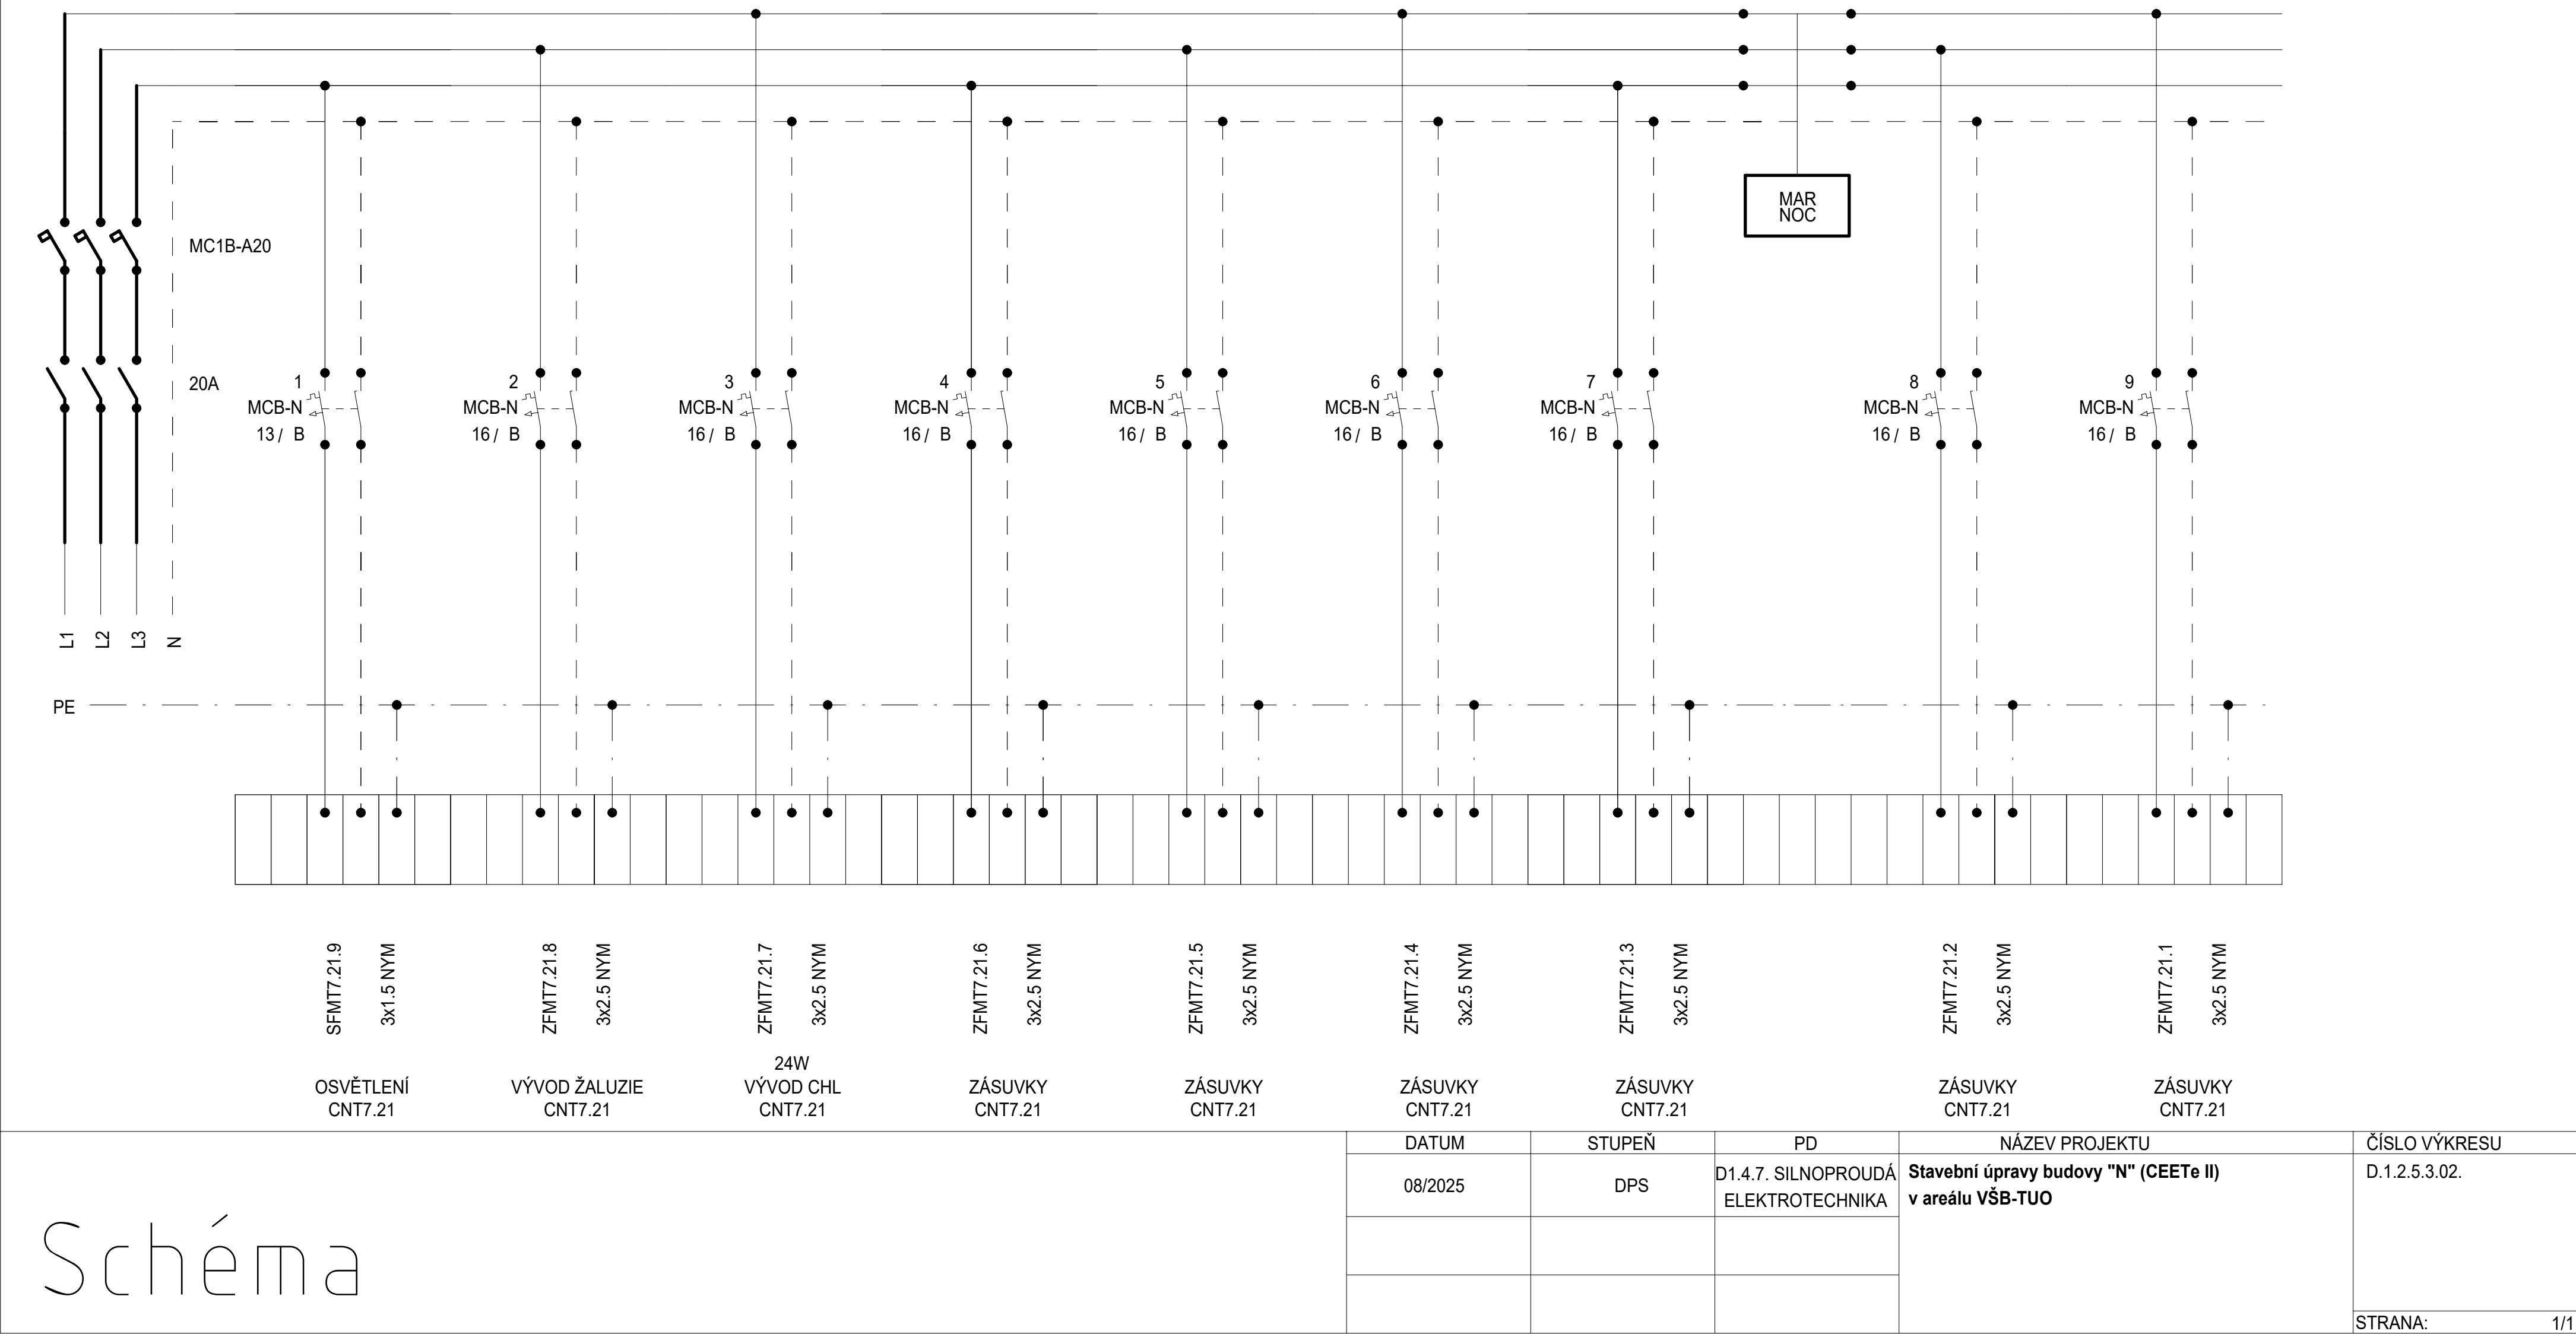 MAR
NOC
MC1B-A20
20A
1
MCB-N
13 / B
2
MCB-N
16 / B
3
MCB-N
16 / B
4
MCB-N
16 / B
5
MCB-N
16 / B
6
MCB-N
16 / B
7
MCB-N
16 / B
8
MCB-N
16 / B
9
MCB-N
16 / B
L1
L2
L3
N
PE
SFMT7.21.9
3x1.5 NYM
ZFMT7.21.8
3x2.5 NYM
ZFMT7.21.7
3x2.5 NYM
ZFMT7.21.6
3x2.5 NYM
ZFMT7.21.5
3x2.5 NYM
ZFMT7.21.4
3x2.5 NYM
ZFMT7.21.3
3x2.5 NYM
ZFMT7.21.2
3x2.5 NYM
ZFMT7.21.1
3x2.5 NYM
OSVĚTLENÍ
CNT7.21
VÝVOD ŽALUZIE
CNT7.21
24W
VÝVOD CHL
CNT7.21
ZÁSUVKY
CNT7.21
ZÁSUVKY
CNT7.21
ZÁSUVKY
CNT7.21
ZÁSUVKY
CNT7.21
ZÁSUVKY
CNT7.21
ZÁSUVKY
CNT7.21
Schéma
DATUM
08/2025
STUPEŇ
DPS
PD
D1.4.7. SILNOPROUDÁ
ELEKTROTECHNIKA
NÁZEV PROJEKTU
Stavební úpravy budovy "N" (CEETe II)
v areálu VŠB-TUO
ČÍSLO VÝKRESU
D.1.2.5.3.02.
STRANA: 1/1